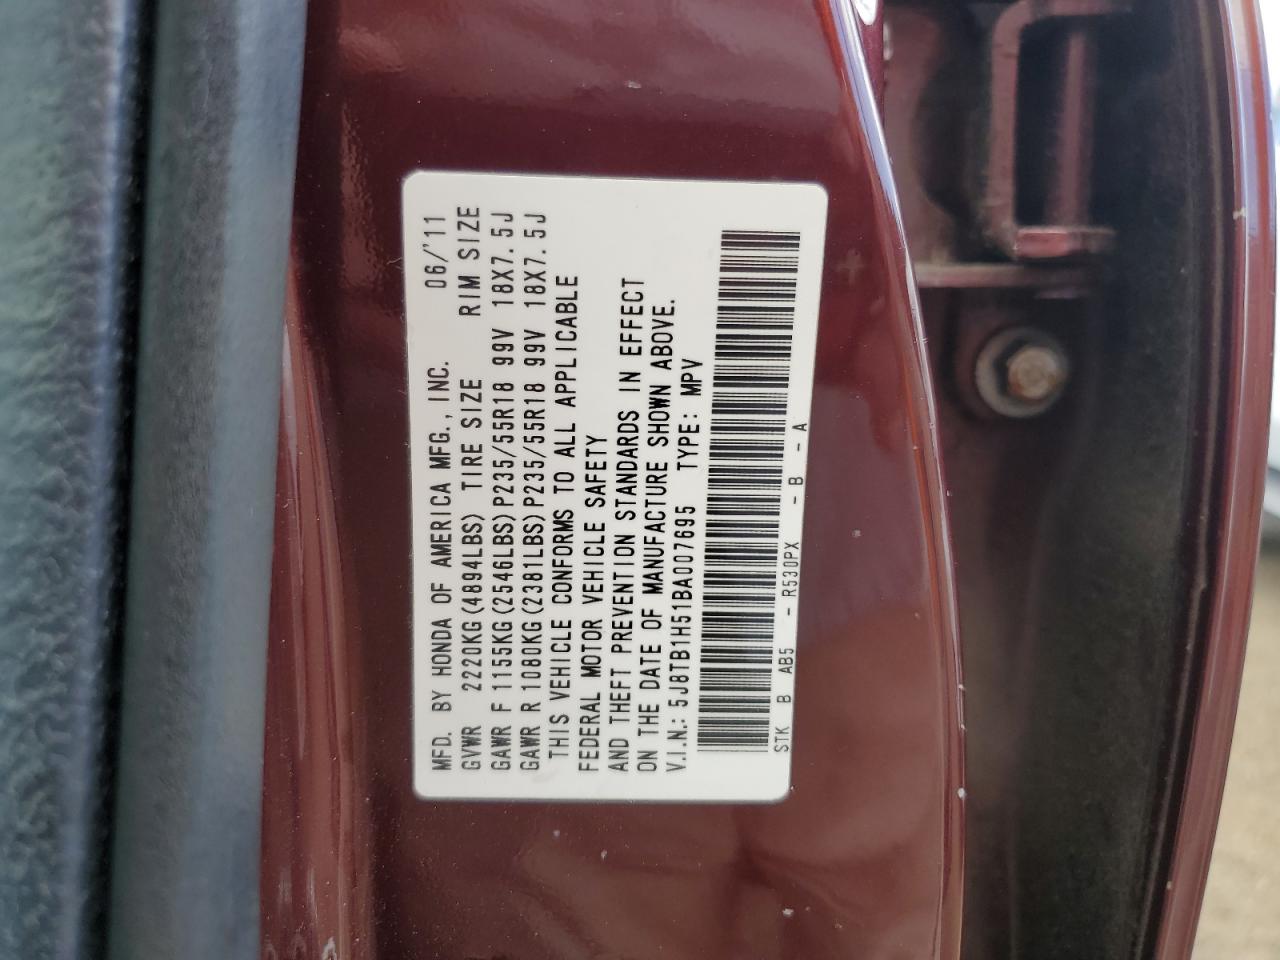 MFD. BY HONDA OF AMERICA MFG., INC. 06/'11
GVWR 2220KG(4894LBS) TIRE SIZE RIM SIZE
GAWR F 1155KG(2546LBS)P235/55R18 99V 18X7.5J
GAWR R 1080KG(2381LBS)P235/55R18 99V 18X7.5J
THIS VEHICLE CONFORMS TO ALL APPLICABLE
FEDERAL MOTOR VEHICLE SAFETY
AND THEFT PREVENTION STANDARDS IN EFFECT
ON THE DATE OF MANUFACTURE SHOWN ABOVE.
V.I.N.: 5J8TB1H51BA007695 TYPE: MPV
STK B AB5 - R530PX - B - A